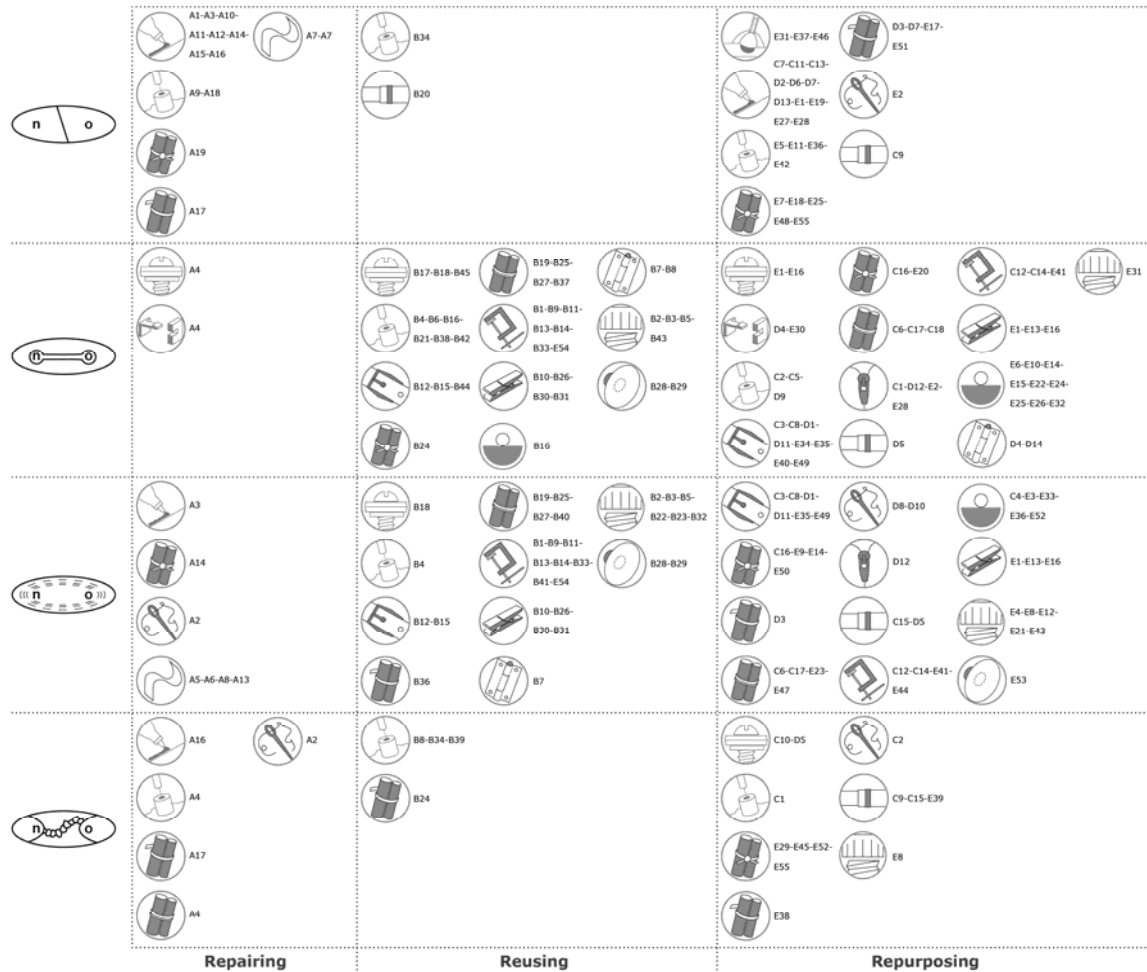 A1-A3-A10-
A11-A12-A14-
A15-A16
A7-A7
A9-A18
A19
A17
B34
B20
E31-E37-E46
D3-D7-E17-
E51
C7-C11-C13-
D2-D6-D7-
D13-E1-E19-
E27-E28
E2
E5-E11-E36-
E42
C9
E7-E18-E25-
E48-E55
n o
A4
A4
B17-B18-B45
B19-B25-
B27-B37
B7-B8
B4-B6-B16-
B21-B38-B42
B1-B9-B11-
B13-B14-
B33-E54
B2-B3-B5-
B43
B12-B15-B44
B10-B26-
B30-B31
B28-B29
B24
B16
E1-E16
C16-E20
C12-C14-E41
E31
D4-E30
C6-C17-C18
E1-E13-E16
C2-C5-
D9
C1-D12-E2-
E28
E6-E10-E14-
E15-E22-E24-
E25-E26-E32
C3-C8-D1-
D11-E34-E35-
E40-E49
D5
D4-D14
n o
A3
A14
A2
A5-A6-A8-A13
B18
B19-B25-
B27-B40
B2-B3-B5-
B22-B23-B32
B4
B1-B9-B11-
B13-B14-B33-
B41-E54
B28-B29
B12-B15
B10-B26-
B30-B31
B36
B7
C3-C8-D1-
D11-E35-E49
D8-D10
C4-E3-E33-
E36-E52
C16-E9-E14-
E50
D12
E1-E13-E16
D3
C15-D5
E4-E8-E12-
E21-E43
C6-C17-E23-
E47
C12-C14-E41-
E44
E53
n o
A16
A2
A4
A17
A4
B8-B34-B39
B24
C10-D5
C2
C1
C9-C15-E39
E29-E45-E52-
E55
E8
E38
n o
Repairing
Reusing
Repurposing